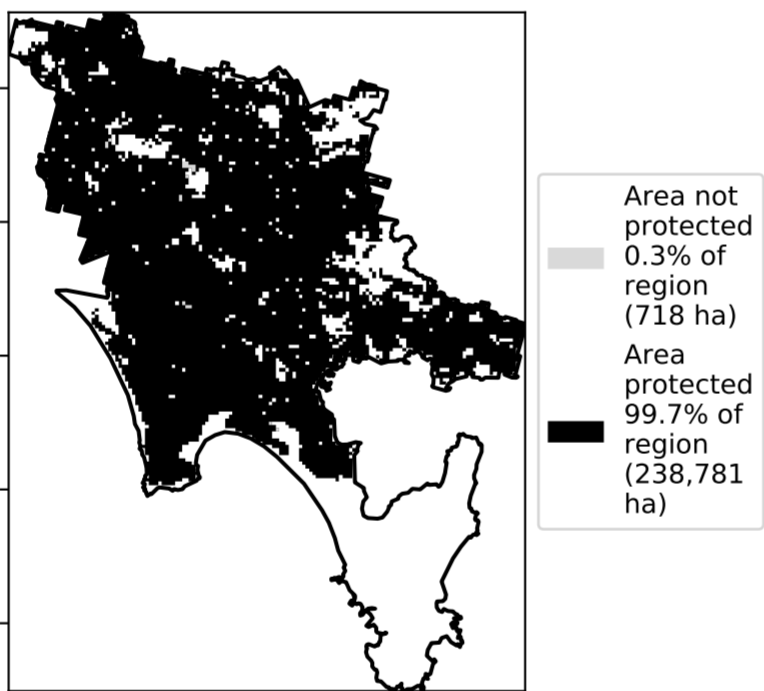 Area not
protected
0.3% of
region
(718 ha)
Area
protected
99.7% of
region
(238,781
ha)